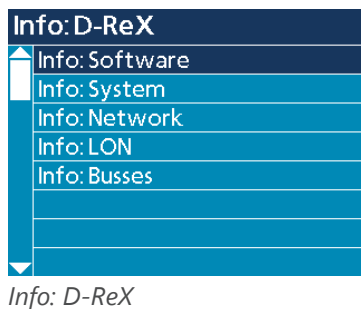 Info: D-ReX
Info: Software
Info: System
Info: Network
Info: LON
Info: Busses
Info: D-ReX